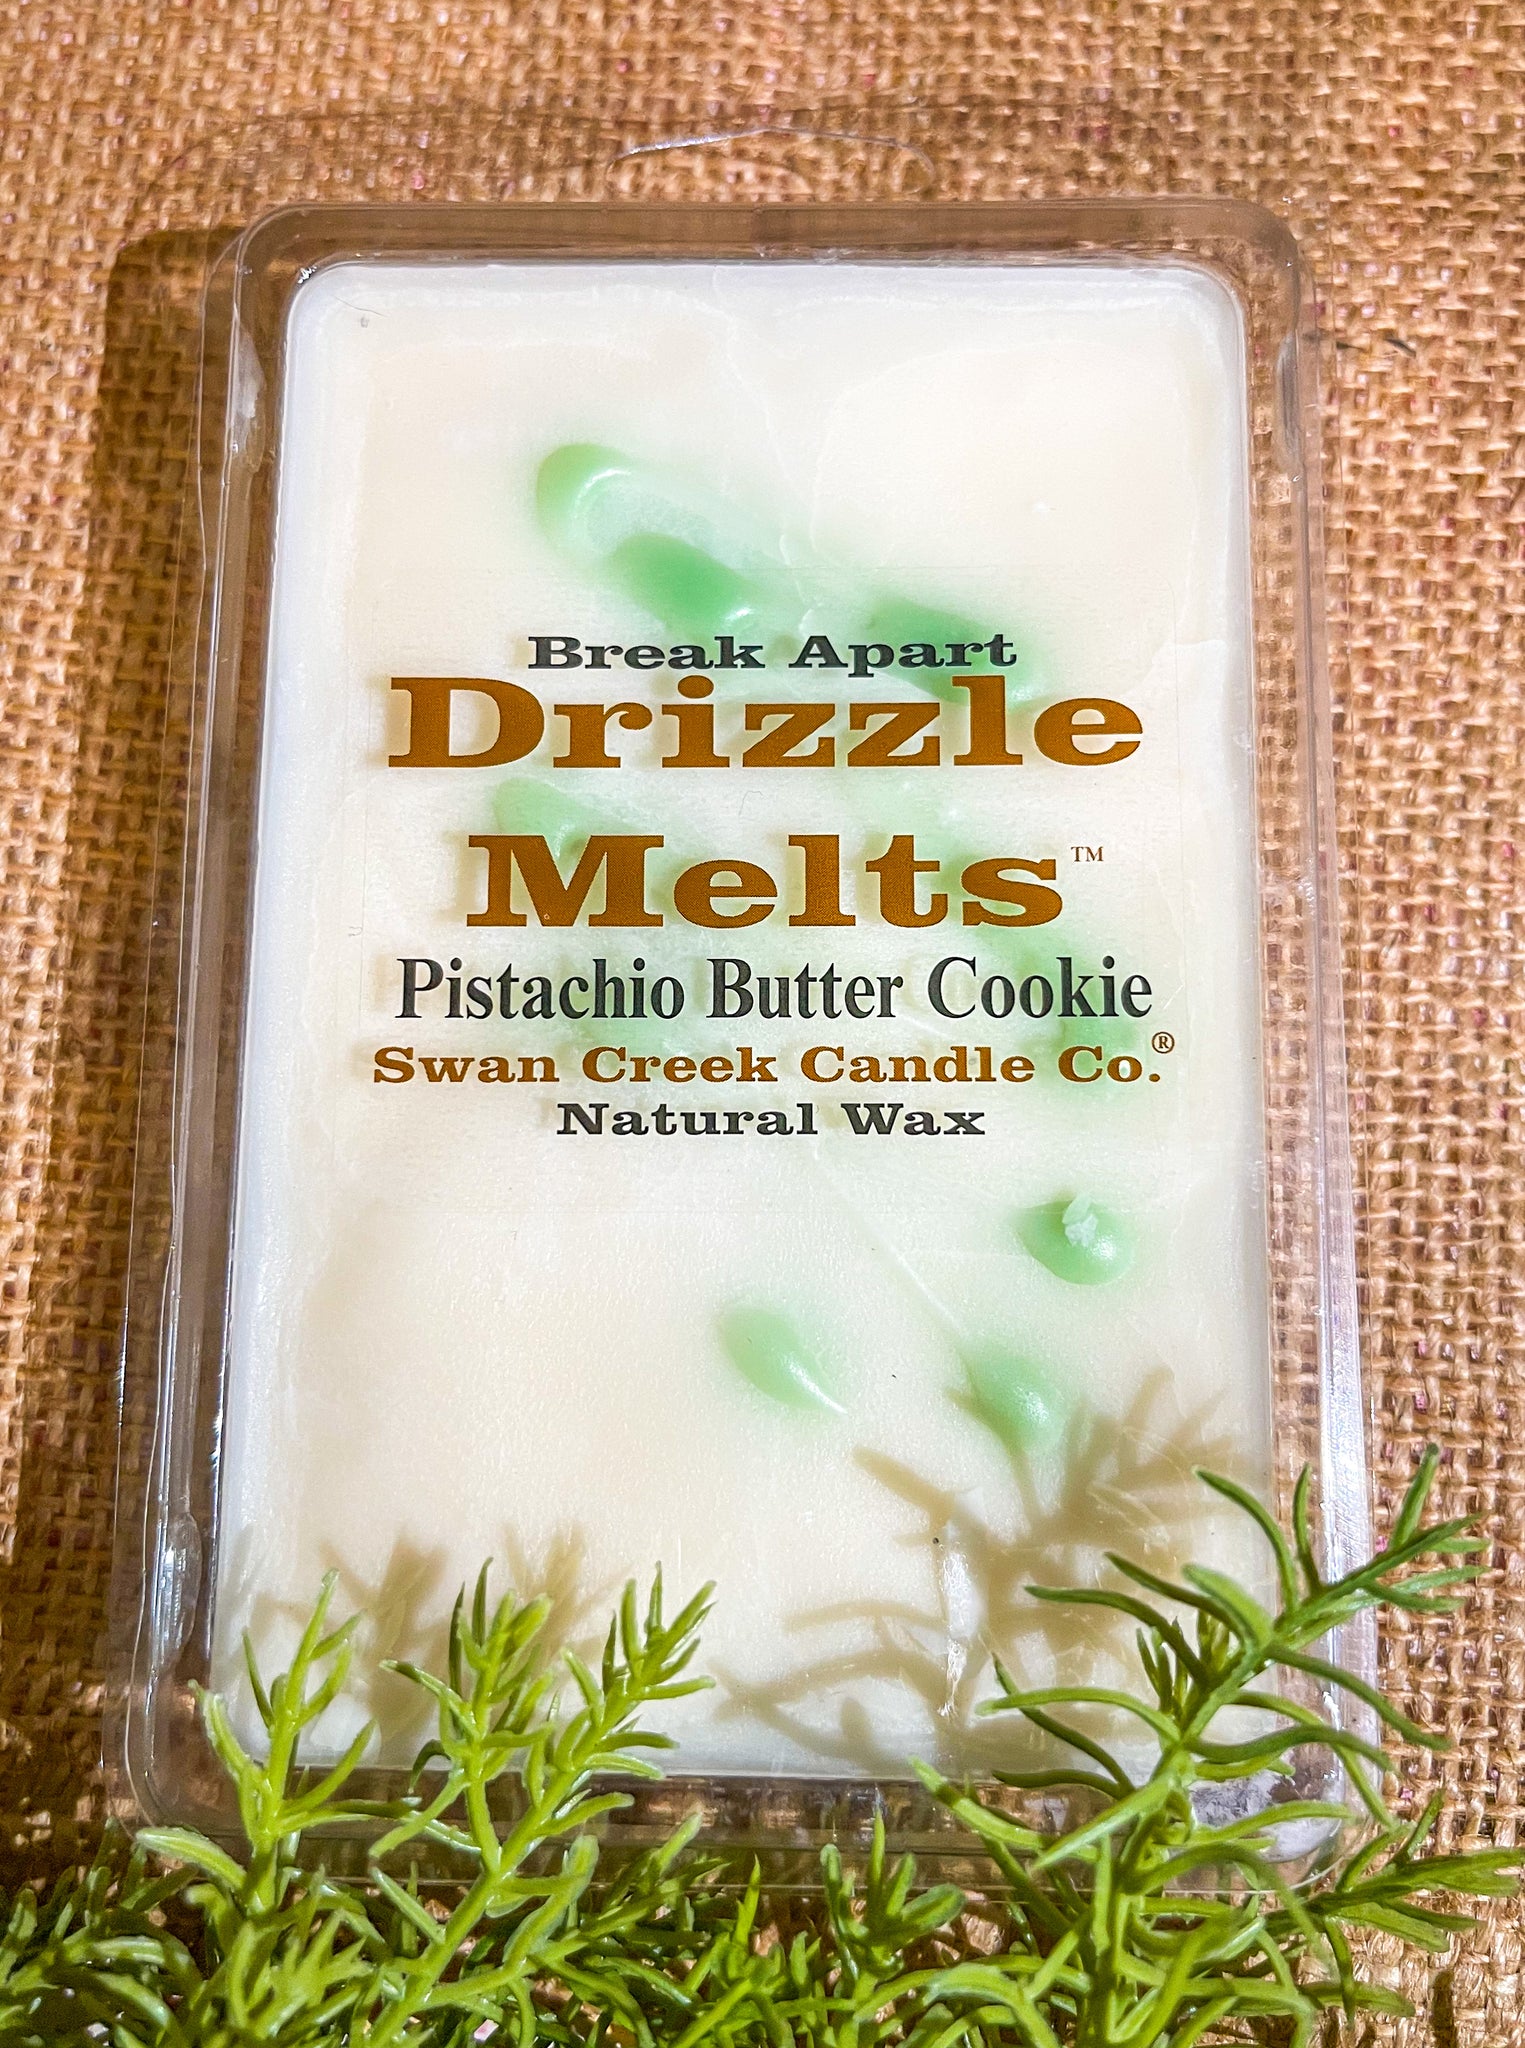 Break Apart
Drizzle
Melts™
Pistachio Butter Cookie
Swan Creek Candle Co.®
Natural Wax